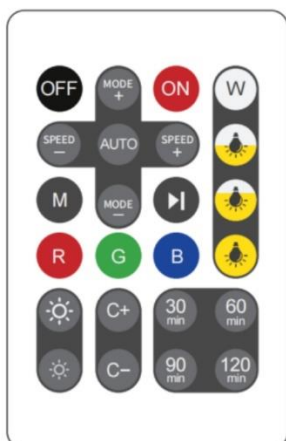 OFF
MODE
+
ON
W
SPEED
−
AUTO
SPEED
+
M
MODE
−
R
G
B
C+
30
min
60
min
C−
90
min
120
min